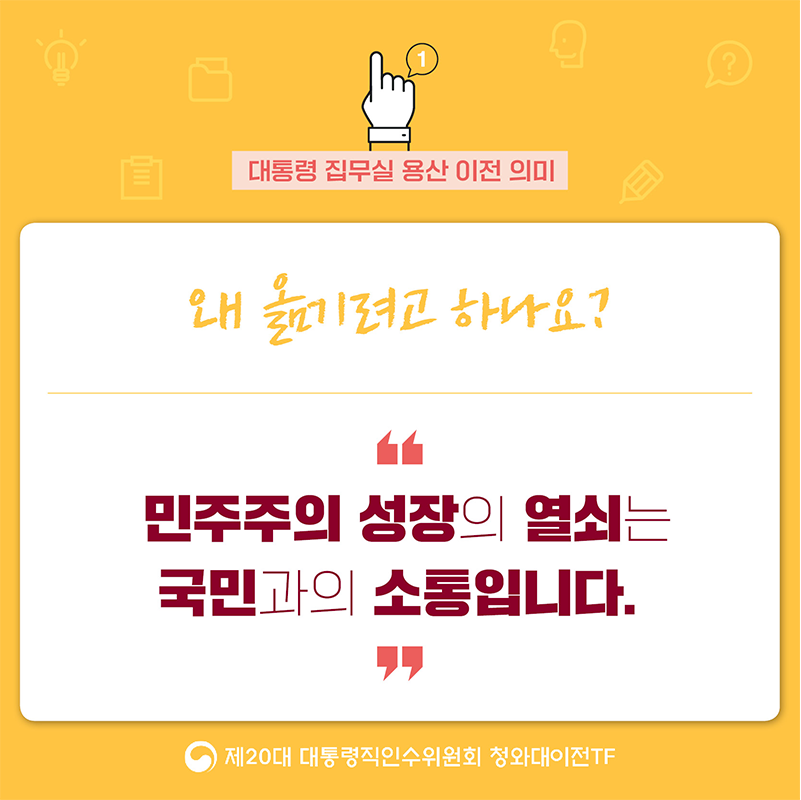 1
대통령 집무실 용산 이전 의미
왜 옮기려고 하나요?
“
민주주의 성장의 열쇠는
국민과의 소통입니다.
”
제20대 대통령직인수위원회 청와대이전TF